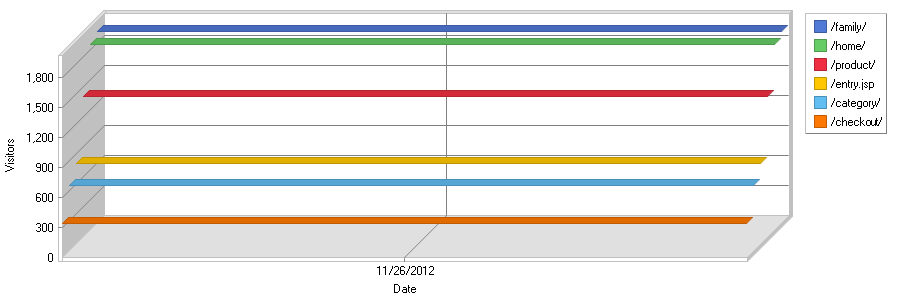 /family/
/home/
/product/
/entry.jsp
/category/
/checkout/
1,800
1,500
1,200
900
600
300
0
Visitors
11/26/2012
Date